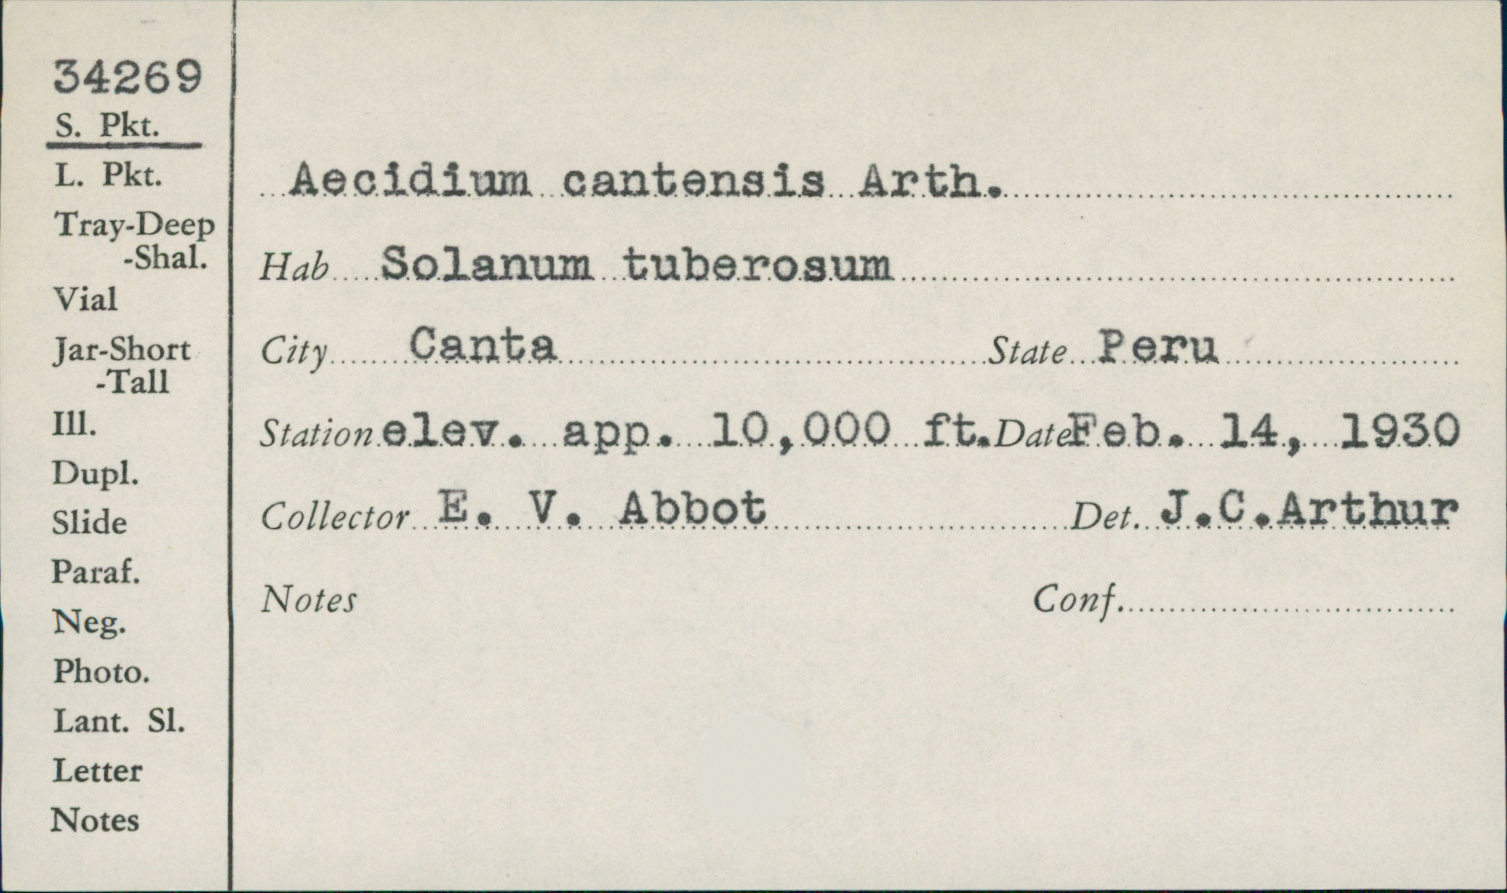 34269
S. Pkt.
L. Pkt.
Tray-Deep
-Shal.
Vial
Jar-Short
-Tall
Ill.
Dupl.
Slide
Paraf.
Neg.
Photo.
Lant. Sl.
Letter
Notes
Aecidium cantensis Arth.
Hab Solanum tuberosum
City Canta State Peru
Station elev. app. 10,000 ft. Date Feb. 14, 1930
Collector E. V. Abbot Det. J.C.Arthur
Notes Conf.